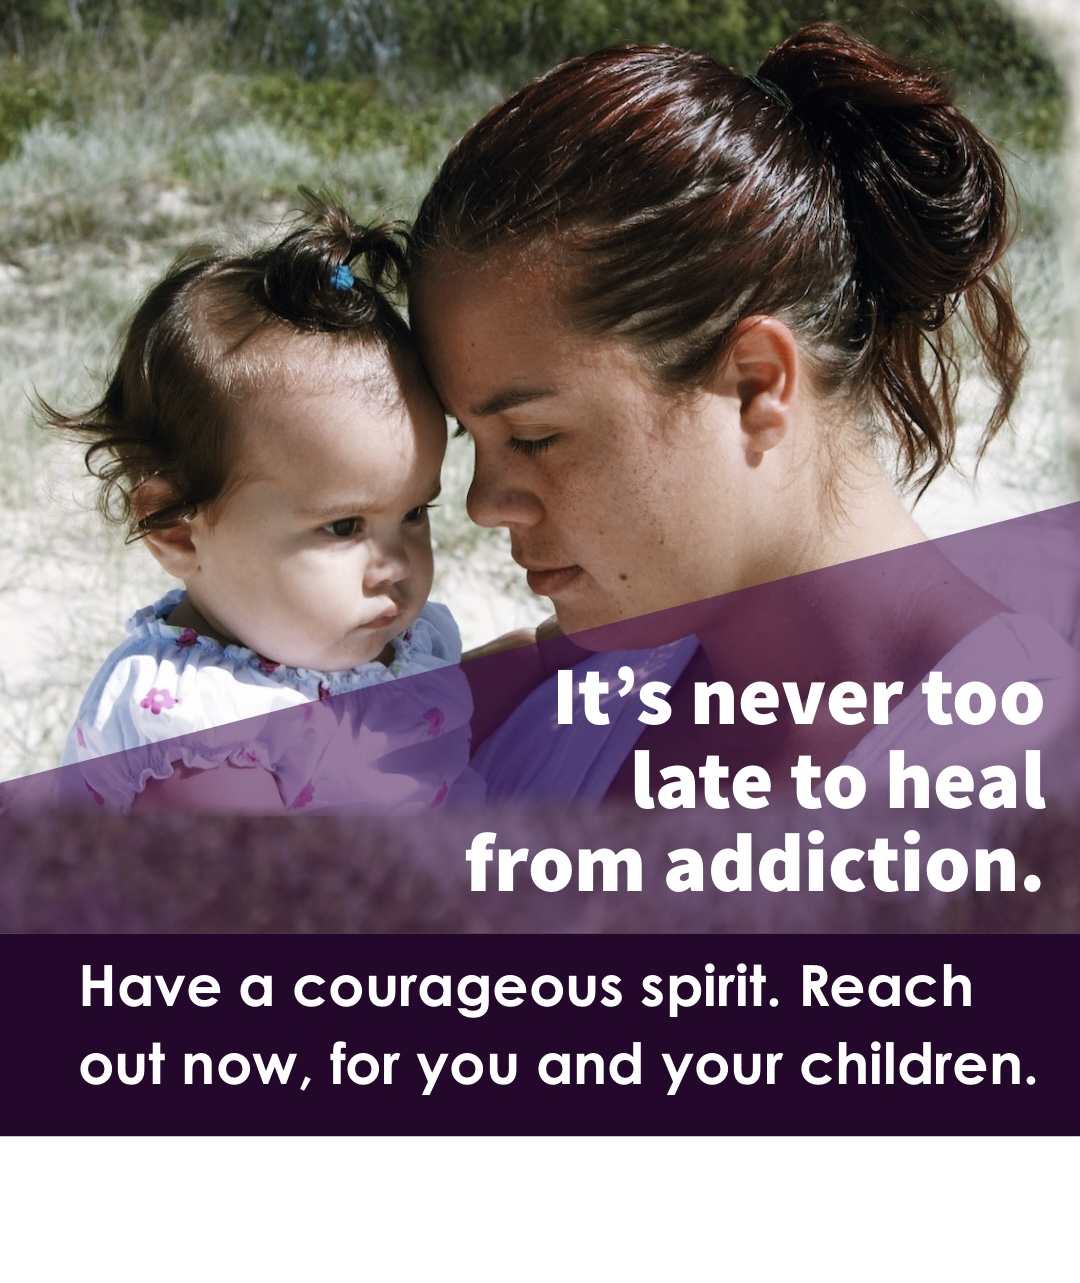 It’s never too
late to heal
from addiction.
Have a courageous spirit. Reach
out now, for you and your children.